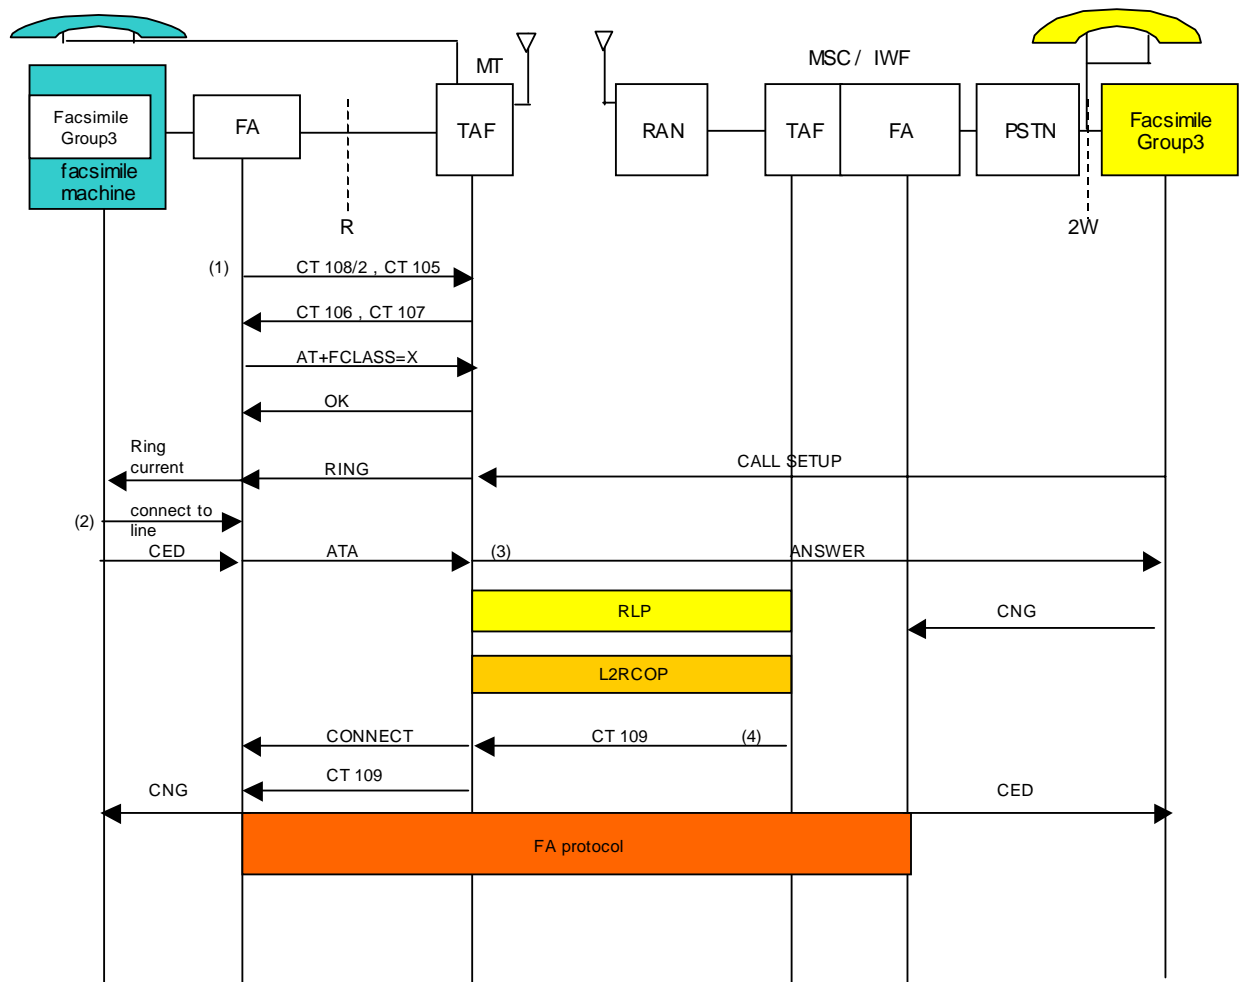 MT
MSC / IWF
Facsimile
Group3
facsimile
machine
FA
TAF
RAN
TAF
FA
PSTN
Facsimile
Group3
R
2W
(1)
CT 108/2 , CT 105
CT 106 , CT 107
AT+FCLASS=X
OK
Ring
current
RING
CALL SETUP
(2)
connect to
line
CED
ATA
(3)
ANSWER
RLP
CNG
L2RCOP
CONNECT
CT 109
(4)
CT 109
CNG
CED
FA protocol